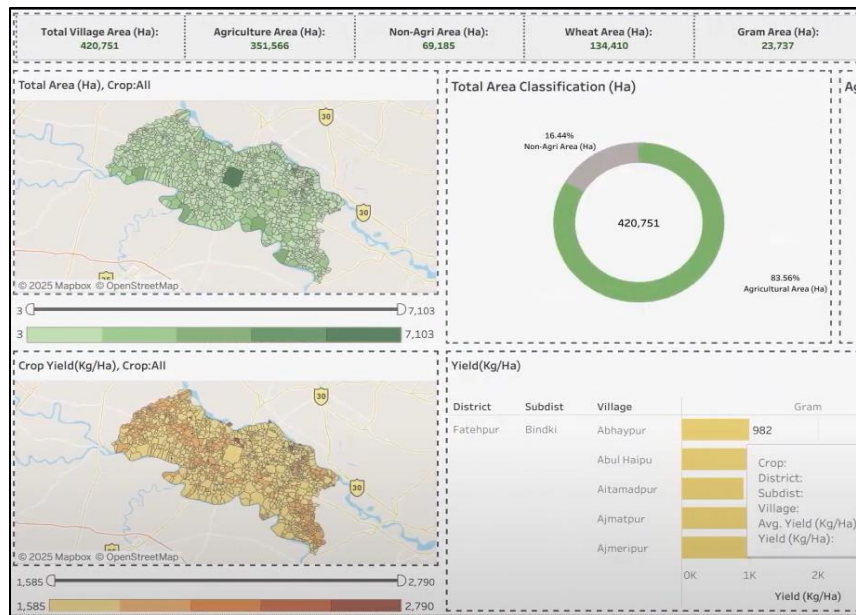 Total Village Area (Ha):
420,751
Agriculture Area (Ha):
351,566
Non-Agri Area (Ha):
69,185
Wheat Area (Ha):
134,410
Gram Area (Ha):
23,737
Total Area (Ha), Crop:All
30
30
© 2025 Mapbox © OpenStreetMap
3
7,103
3
7,103
Total Area Classification (Ha)
16.44%
Non-Agri Area (Ha)
420,751
83.56%
Agricultural Area (Ha)
Crop Yield(Kg/Ha), Crop:All
30
30
© 2025 Mapbox © OpenStreetMap
1,585
2,790
1,585
2,790
Yield(Kg/Ha)
District Subdist Village Gram
Fatehpur Bindki Abhaypur 982
Abul Haipu
Aitamadpur
Ajmatpur
Ajmeripur
Crop:
District:
Subdist:
Village:
Avg. Yield (Kg/Ha)
Yield (Kg/Ha):
0K 1K 2K
Yield (Kg/Ha)